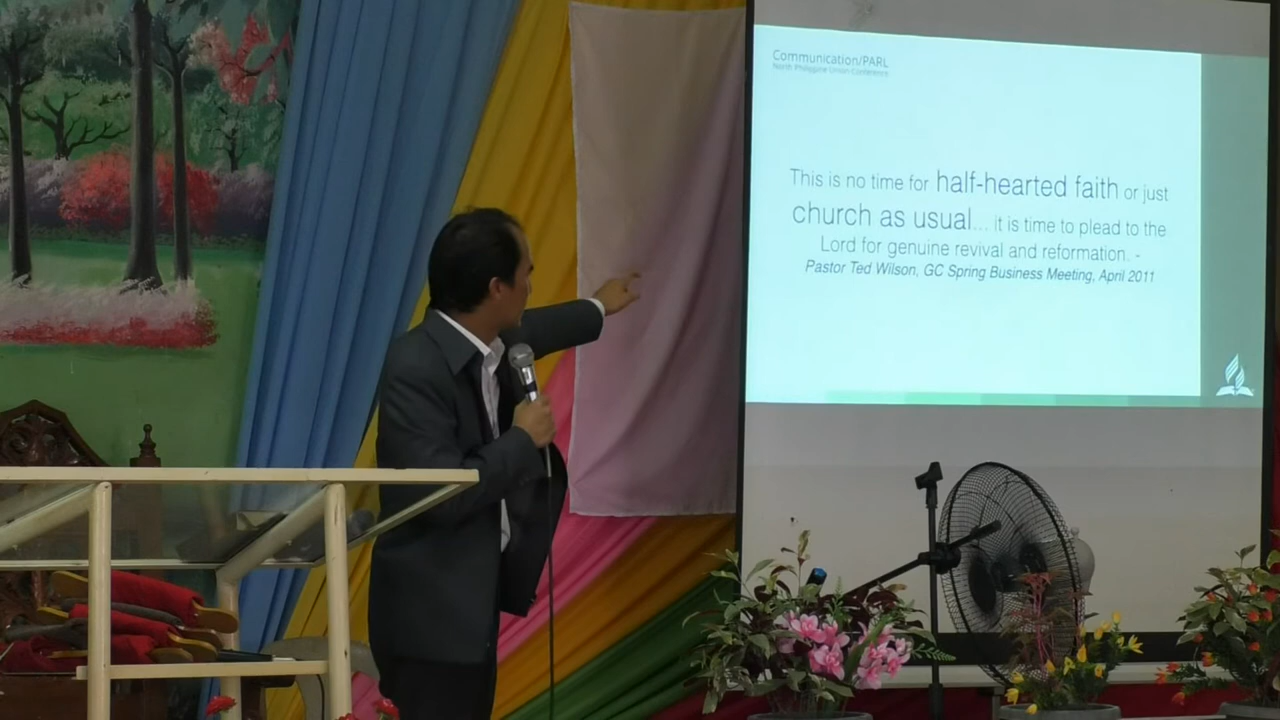 Communication/PARL
North Philippine Union Conference
This is no time for half-hearted faith or just
church as usual... it is time to plead to the
Lord for genuine revival and reformation. -
Pastor Ted Wilson, GC Spring Business Meeting, April 2011